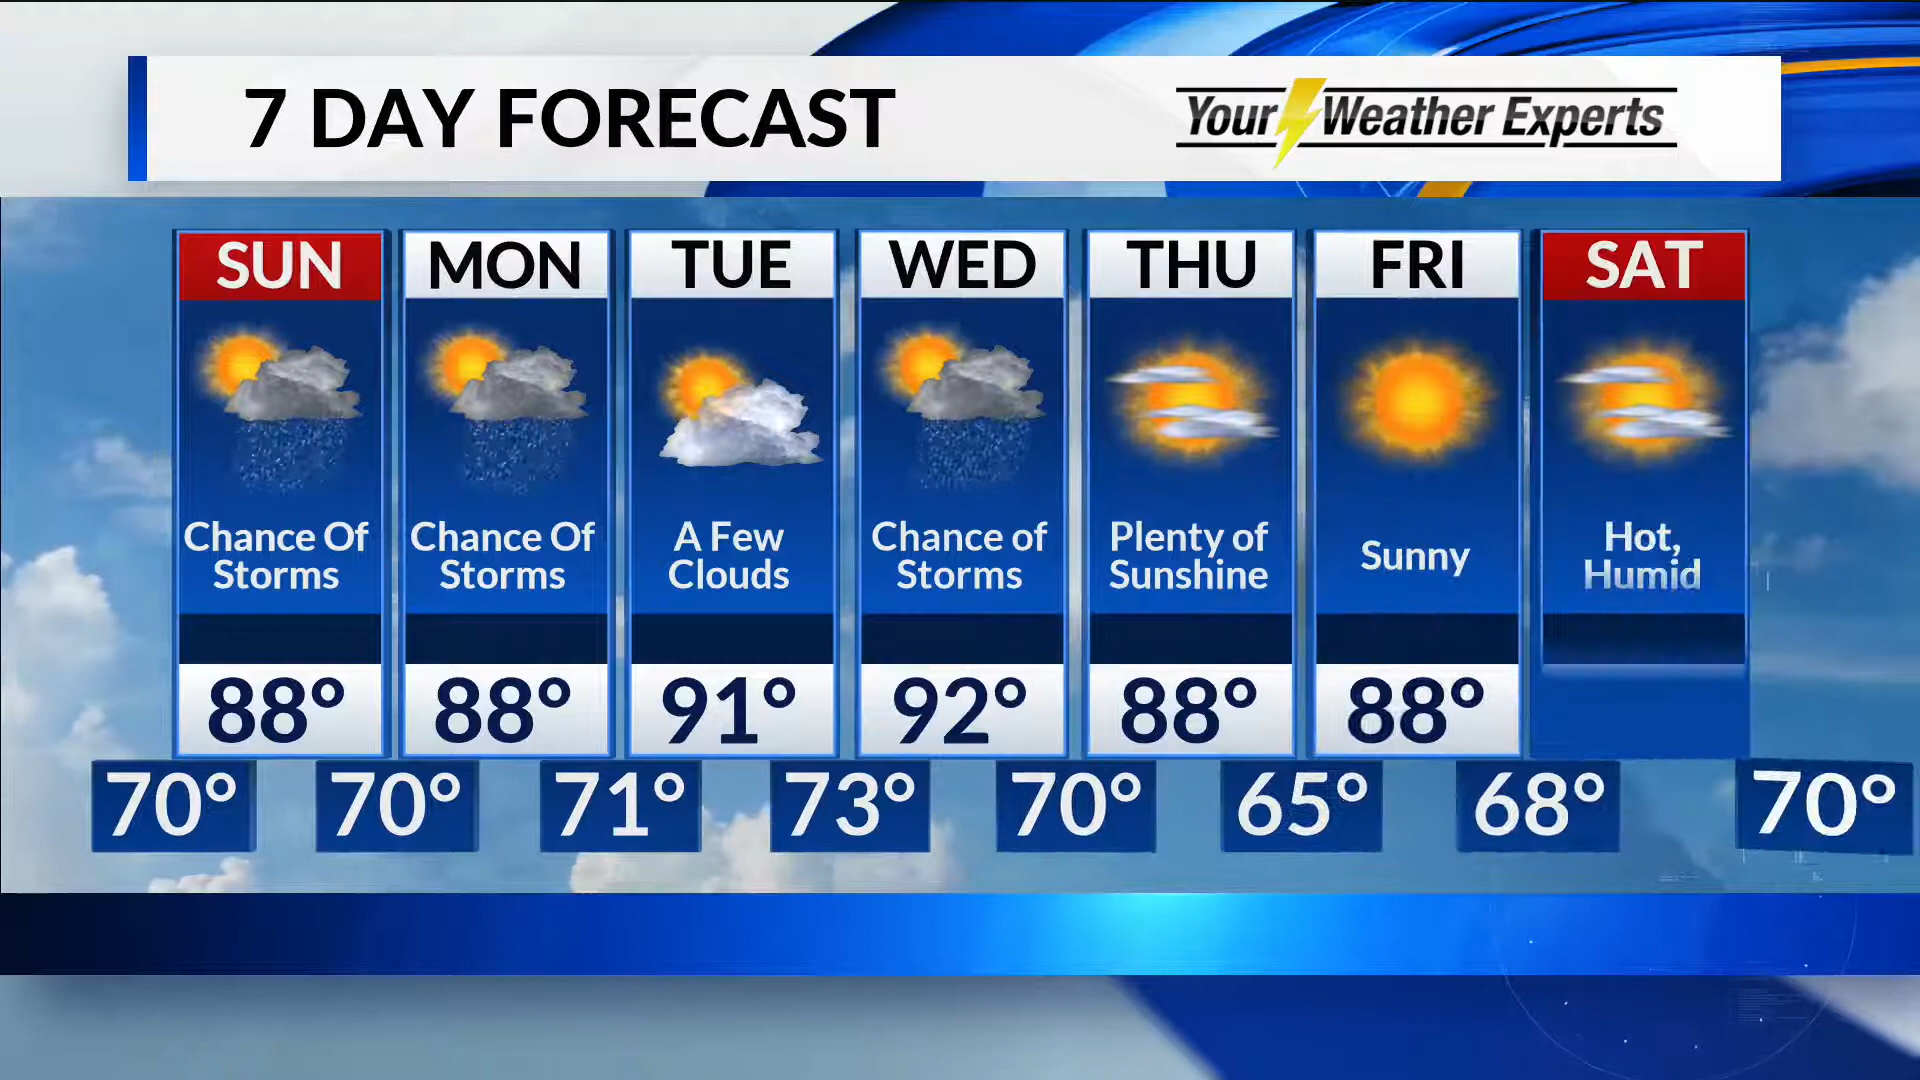 7 DAY FORECAST
Your Weather Experts
SUN MON TUE WED THU FRI SAT
Chance Of
Storms
Chance Of
Storms
A Few
Clouds
Chance of
Storms
Plenty of
Sunshine
Sunny
Hot,
Humid
88° 88° 91° 92° 88° 88°
70° 70° 71° 73° 70° 65° 68° 70°